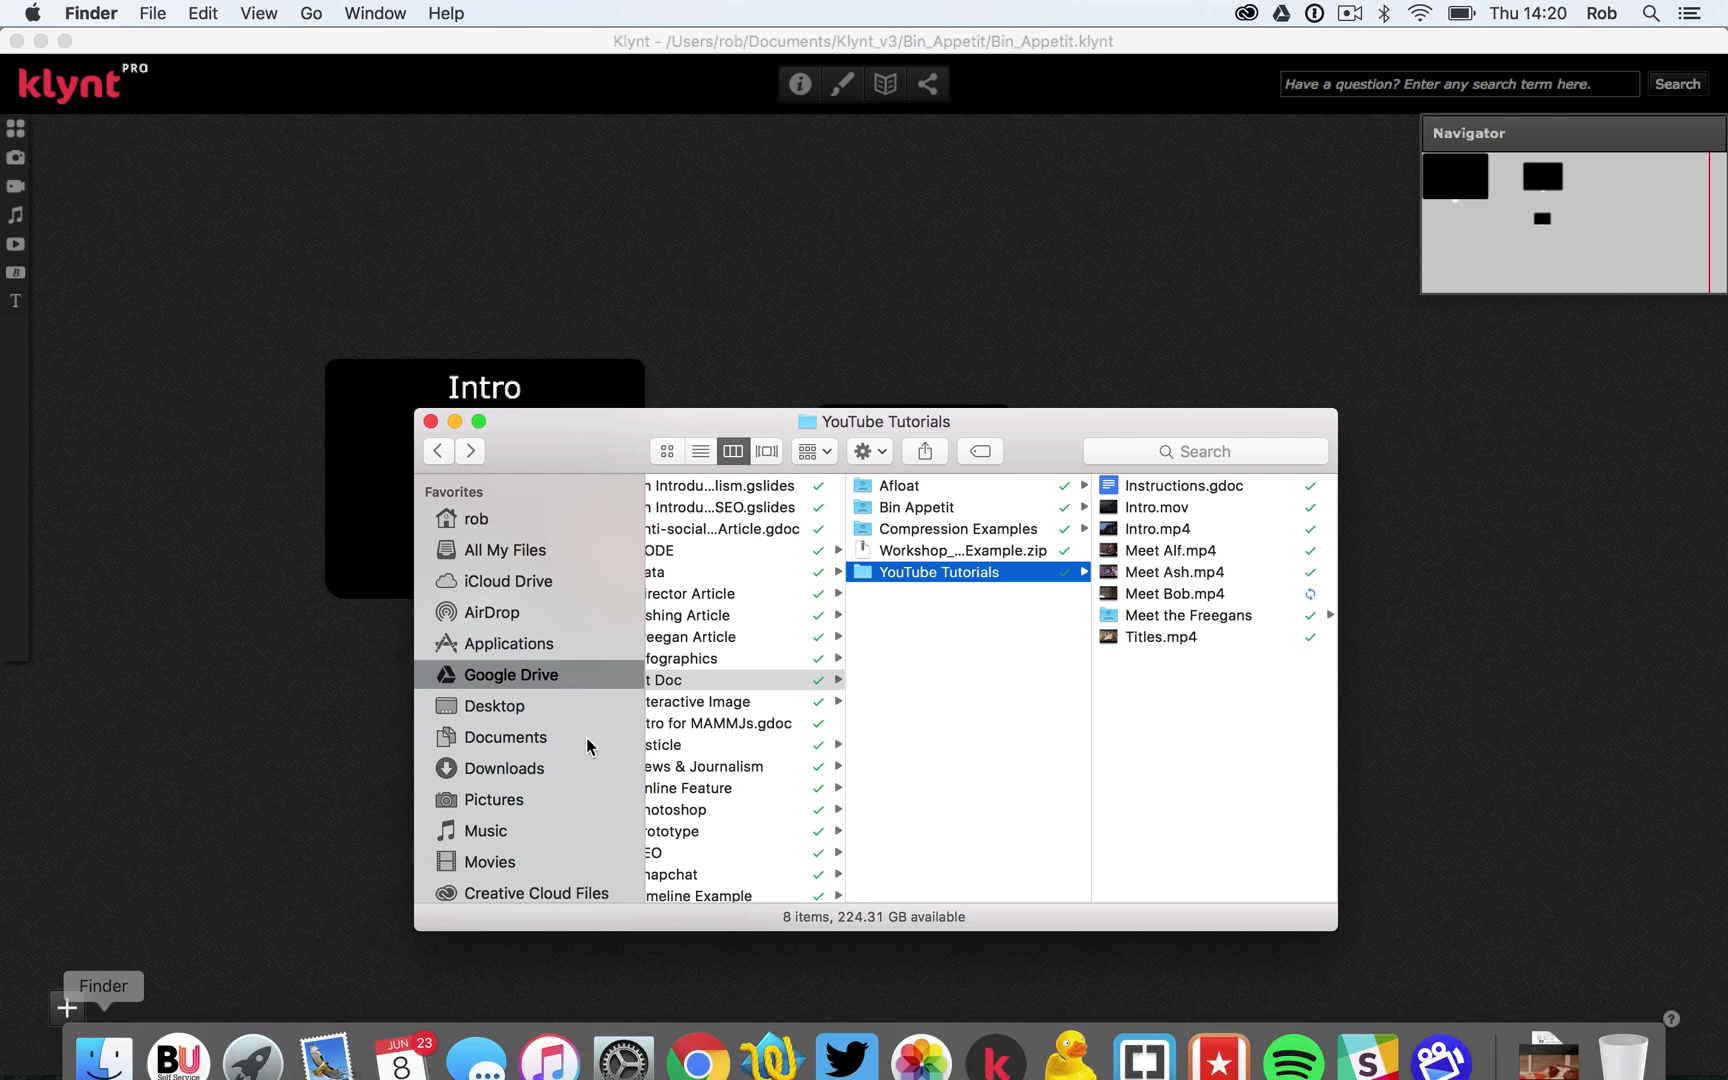 Finder File Edit View Go Window Help
Thu 14:20 Rob
Klynt - /Users/rob/Documents/Klynt_v3/Bin_Appetit/Bin_Appetit.klynt
klynt PRO
Have a question? Enter any search term here.
Search
Navigator
Intro
YouTube Tutorials
Search
Favorites
rob
All My Files
iCloud Drive
AirDrop
Applications
Google Drive
Desktop
Documents
Downloads
Pictures
Music
Movies
Creative Cloud Files
n Introdu...lism.gslides
n Introdu...SEO.gslides
nti-social...Article.gdoc
ODE
ata
irector Article
shing Article
eegan Article
fographics
t Doc
teractive Image
tro for MAMMJs.gdoc
sticle
ews & Journalism
nline Feature
hotoshop
rototype
EO
napchat
meline Example
Afloat
Bin Appetit
Compression Examples
Workshop_...Example.zip
YouTube Tutorials
Instructions.gdoc
Intro.mov
Intro.mp4
Meet Alf.mp4
Meet Ash.mp4
Meet Bob.mp4
Meet the Freegans
Titles.mp4
8 items, 224.31 GB available
Finder
BU
Self Service
JUN 23
8